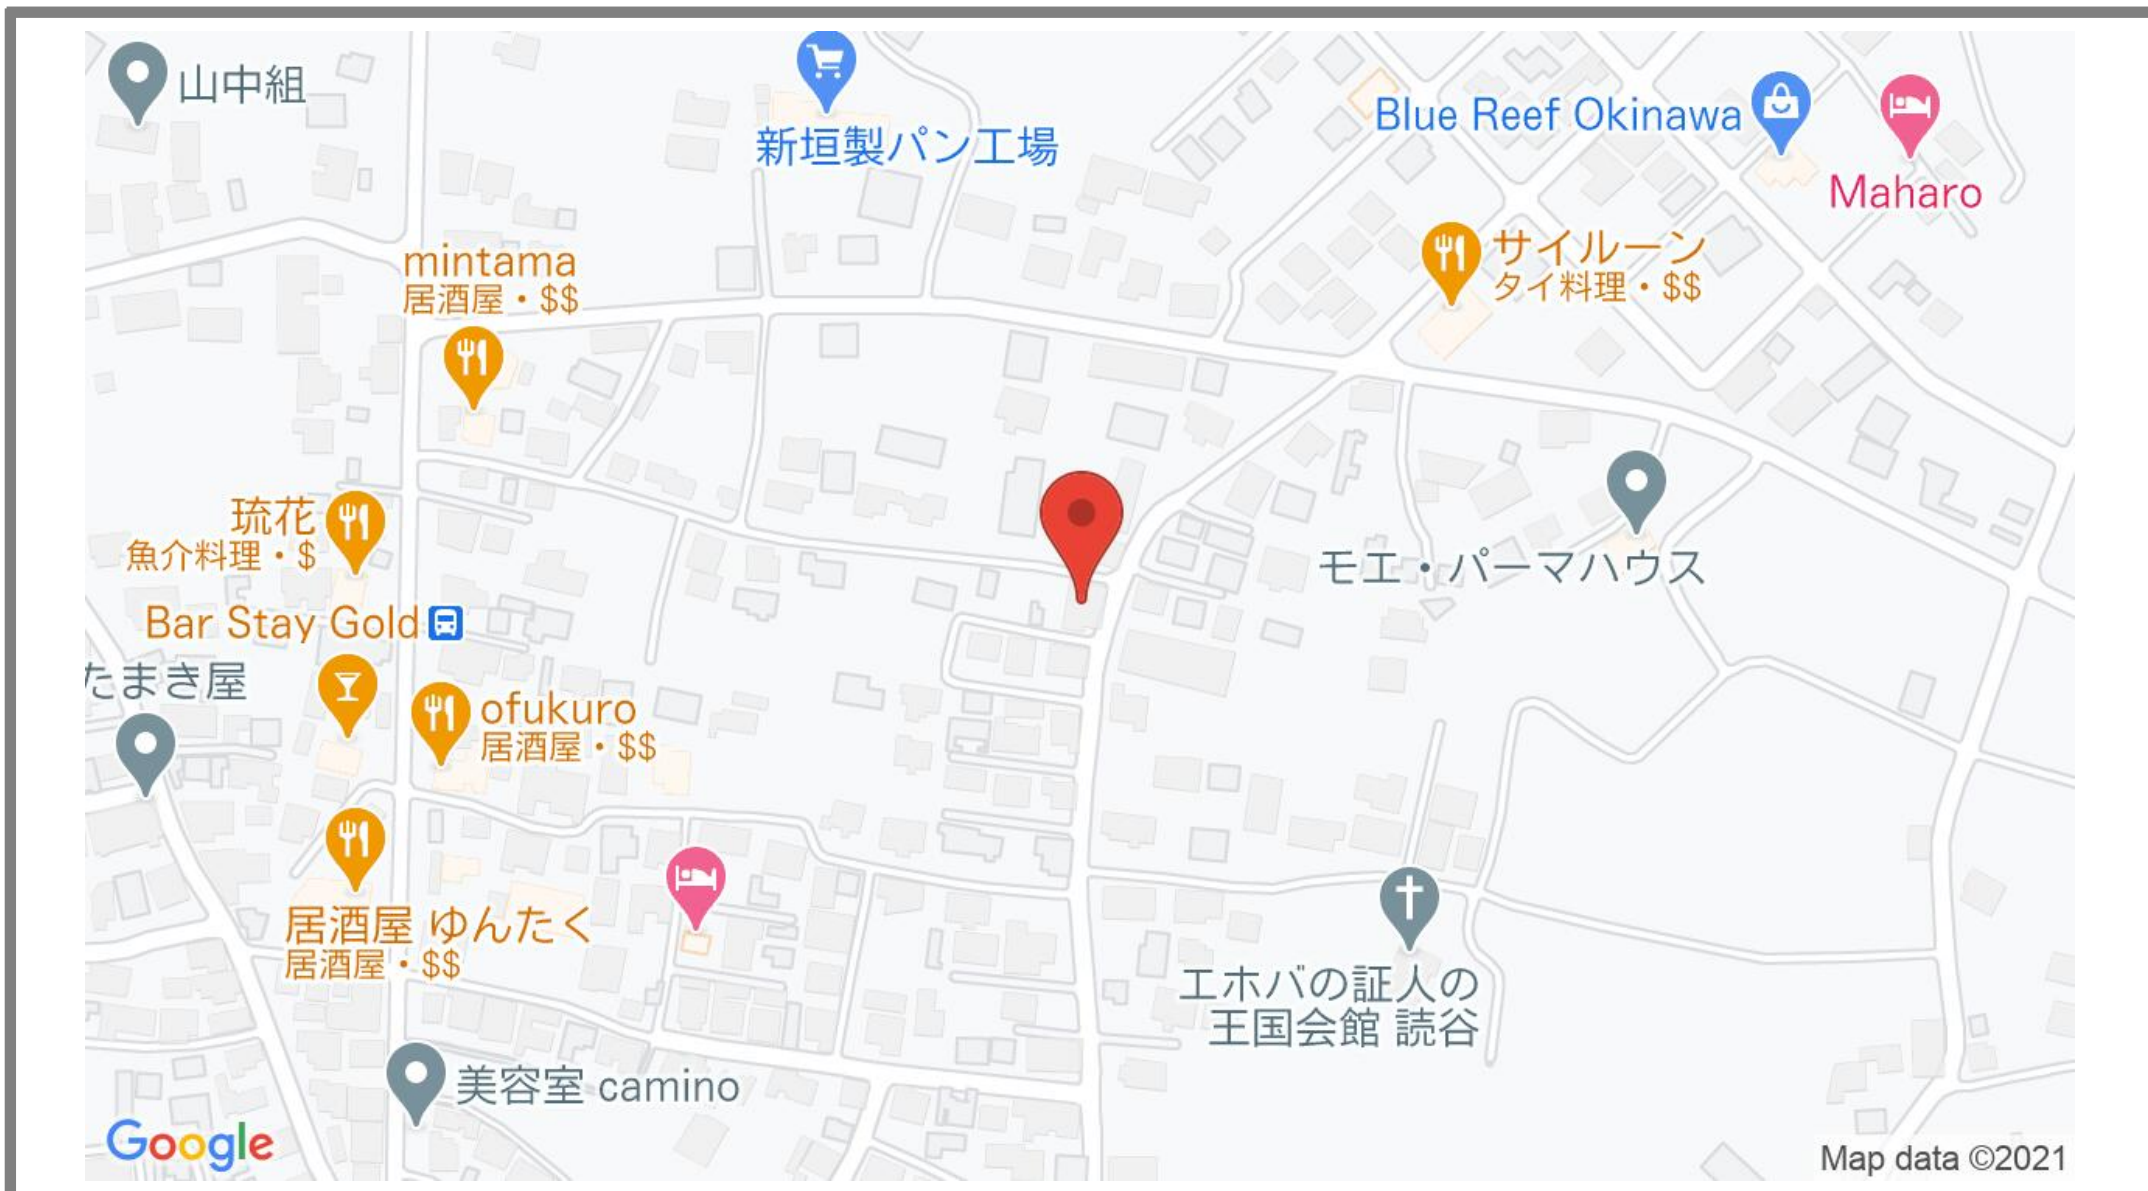 山中組
新垣製パン工場
Blue Reef Okinawa
Maharo
mintama
居酒屋・$$
サイルーン
タイ料理・$$
琉花
魚介料理・$
モエ・パーマハウス
Bar Stay Gold
たまき屋
ofukuro
居酒屋・$$
居酒屋 ゆんたく
居酒屋・$$
エホバの証人の
王国会館 読谷
美容室 camino
Google
Map data ©2021